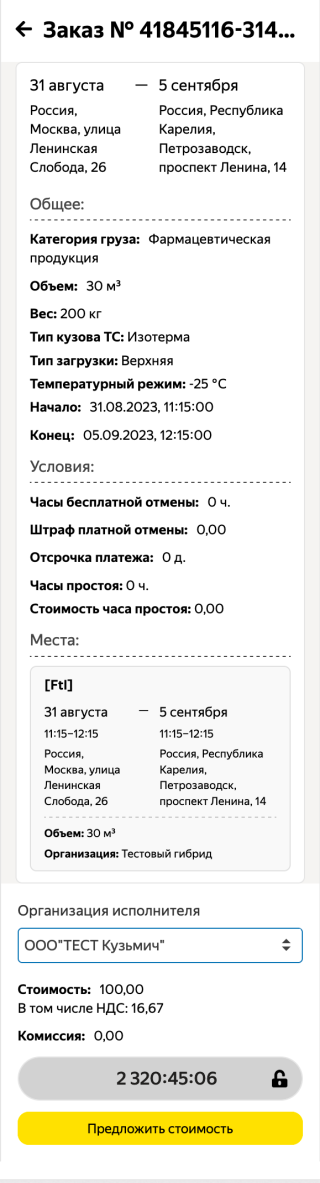 Заказ № 41845116-314...
31 августа — 5 сентября
Россия, Москва, улица Ленинская Слобода, 26
Россия, Республика Карелия, Петрозаводск, проспект Ленина, 14
Общее:
Категория груза: Фармацевтическая
продукция
Объем: 30 м³
Вес: 200 кг
Тип кузова ТС: Изотерма
Тип загрузки: Верхняя
Температурный режим: -25 °C
Начало: 31.08.2023, 11:15:00
Конец: 05.09.2023, 12:15:00
Условия:
Часы бесплатной отмены: 0 ч.
Штраф платной отмены: 0,00
Отсрочка платежа: 0 д.
Часы простоя: 0 ч.
Стоимость часа простоя: 0,00
Места:
[Ftl]
31 августа — 5 сентября
11:15–12:15 11:15–12:15
Россия, Москва, улица Ленинская Слобода, 26
Россия, Республика Карелия, Петрозаводск, проспект Ленина, 14
Объем: 30 м³
Организация: Тестовый гибрид
Организация исполнителя
ООО"ТЕСТ Кузьмич"
Стоимость: 100,00
В том числе НДС: 16,67
Комиссия: 0,00
2 320:45:06
Предложить стоимость